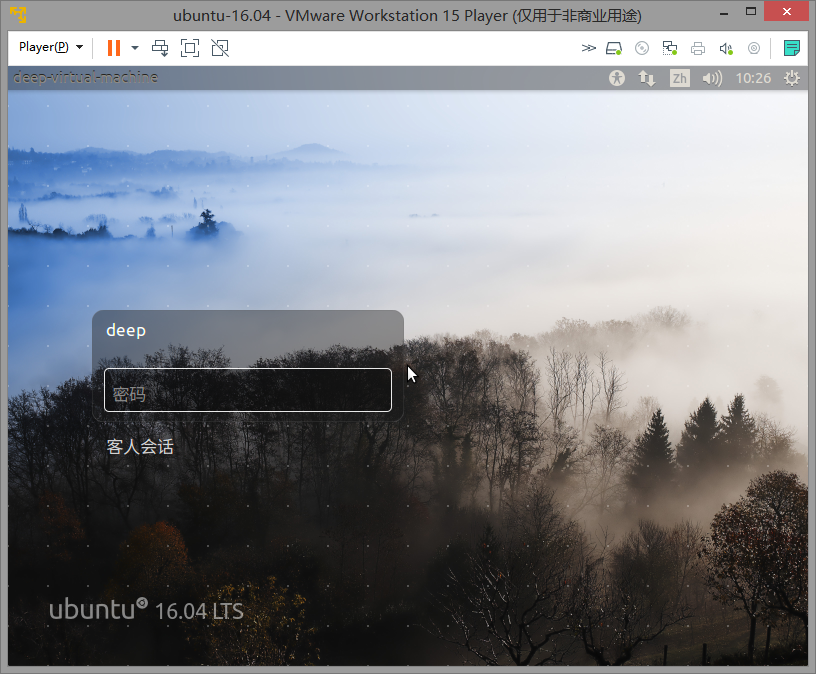 ubuntu-16.04 - VMware Workstation 15 Player (仅用于非商业用途)
Player(P)
deep-virtual-machine
Zh
10:26
deep
密码
客人会话
ubuntu 16.04 LTS